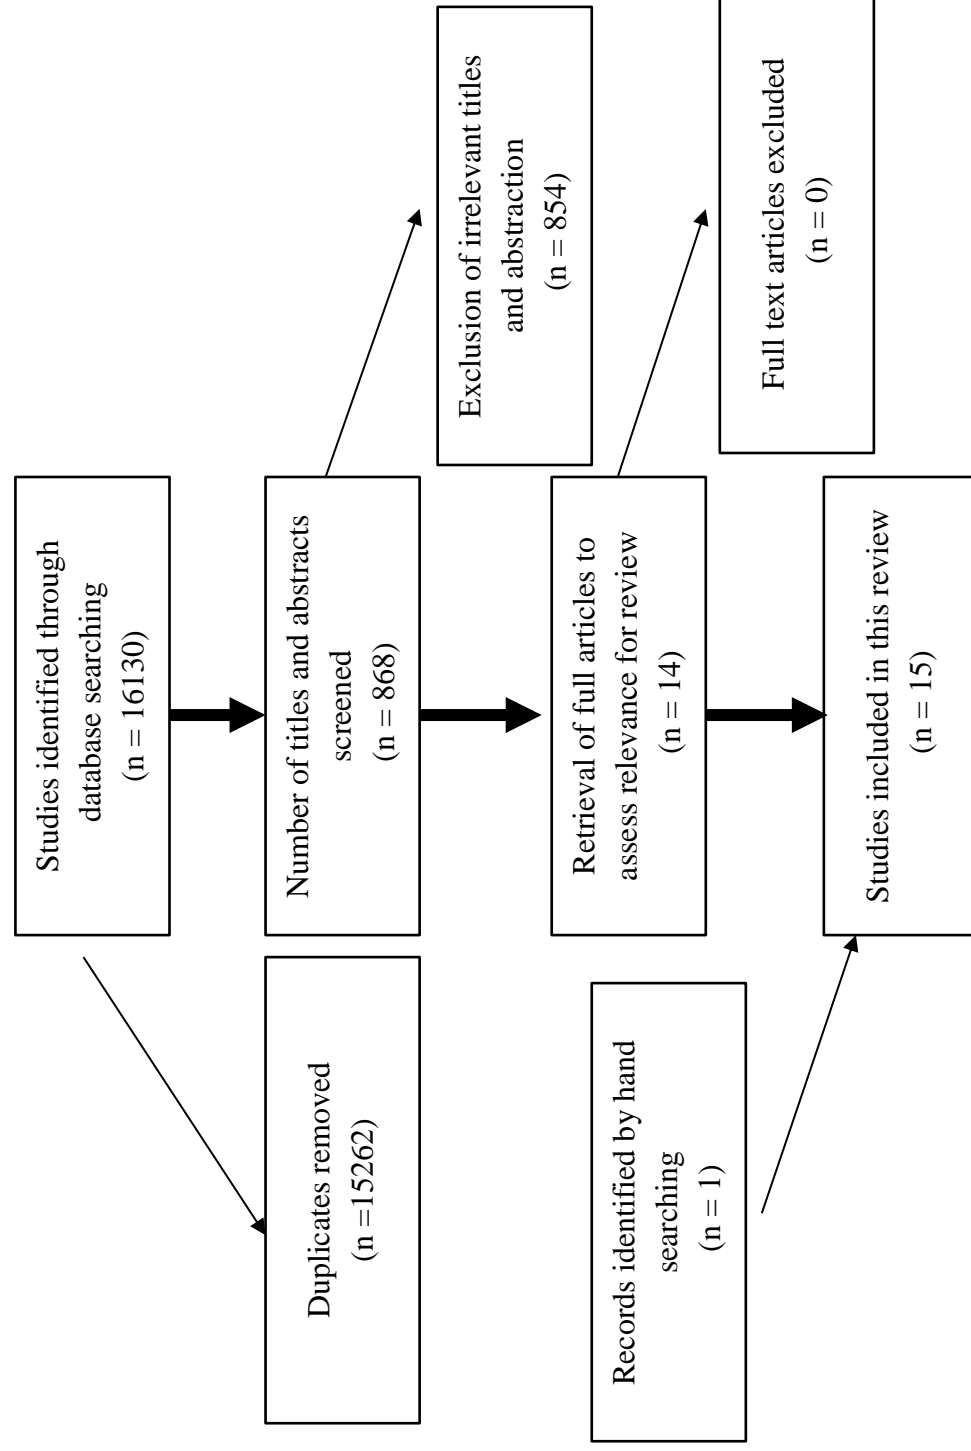 Studies identified through
database searching
(n = 16130)
Duplicates removed
(n =15262)
Number of titles and abstracts
screened
(n = 868)
Exclusion of irrelevant titles
and abstraction
(n = 854)
Retrieval of full articles to
assess relevance for review
(n = 14)
Full text articles excluded
(n = 0)
Records identified by hand
searching
(n = 1)
Studies included in this review
(n = 15)